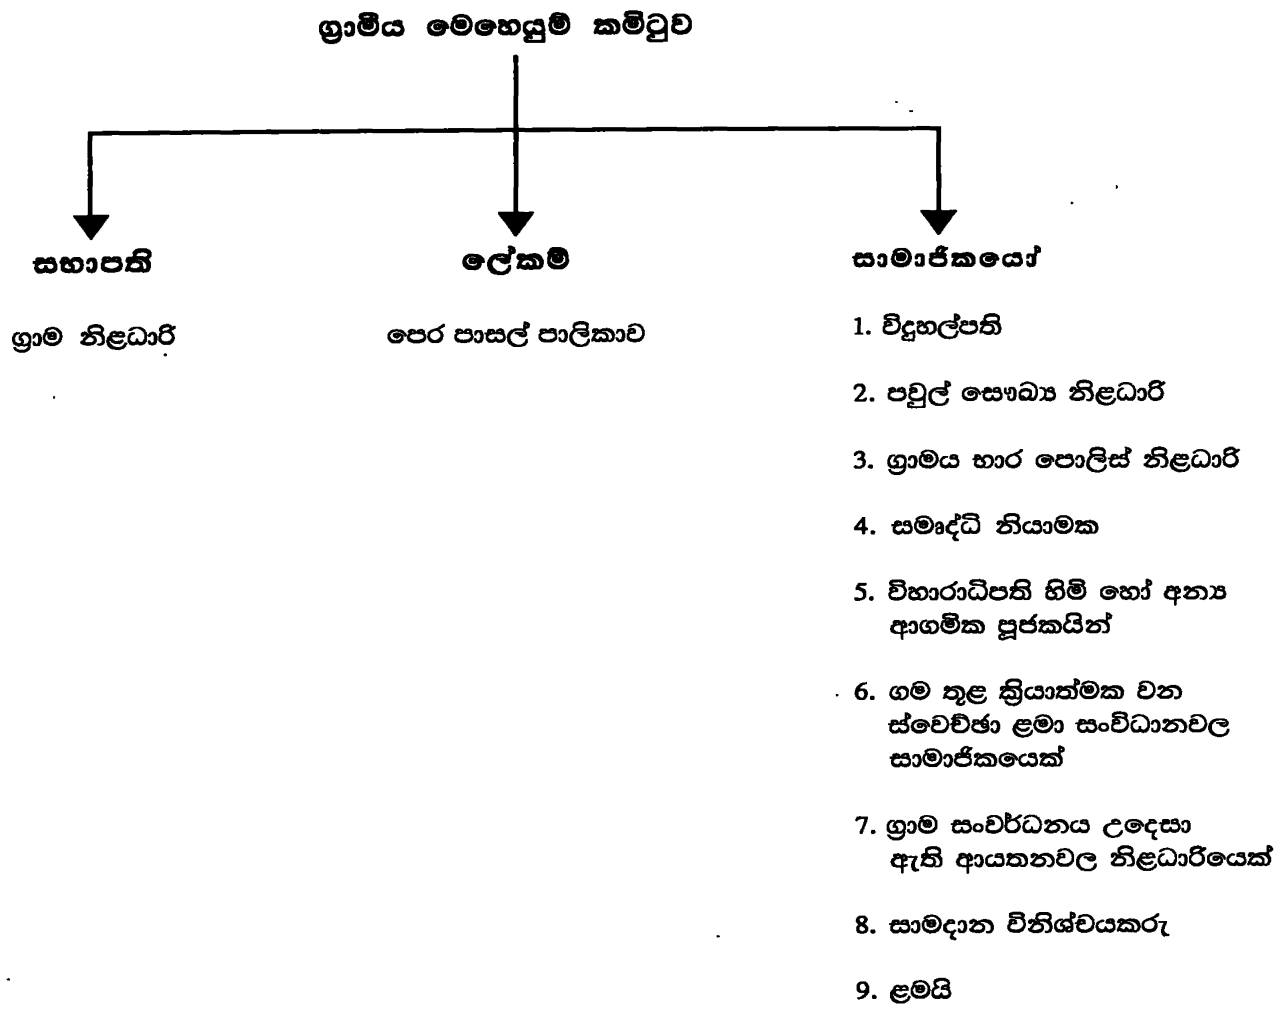 ග්‍රාමීය මෙහෙයුම් කමිටුව
සභාපති
ග්‍රාම නිළධාරි
ලේකම්
පෙර පාසල් පාලිකාව
සාමාජිකයෝ
1. විදුහල්පති
2. පවුල් සෞඛ්‍ය නිළධාරි
3. ග්‍රාමය භාර පොලිස් නිළධාරි
4. සමෘද්ධි නියාමක
5. විහාරාධිපති හිමි හෝ අන්‍ය
ආගමික පූජකයින්
6. ගම තුළ ක්‍රියාත්මක වන
ස්වෙච්ඡා ළමා සංවිධානවල
සාමාජිකයෙක්
7. ග්‍රාම සංවර්ධනය උදෙසා
ඇති ආයතනවල නිළධාරියෙක්
8. සාමදාන විනිශ්චයකරු
9. ළමයි